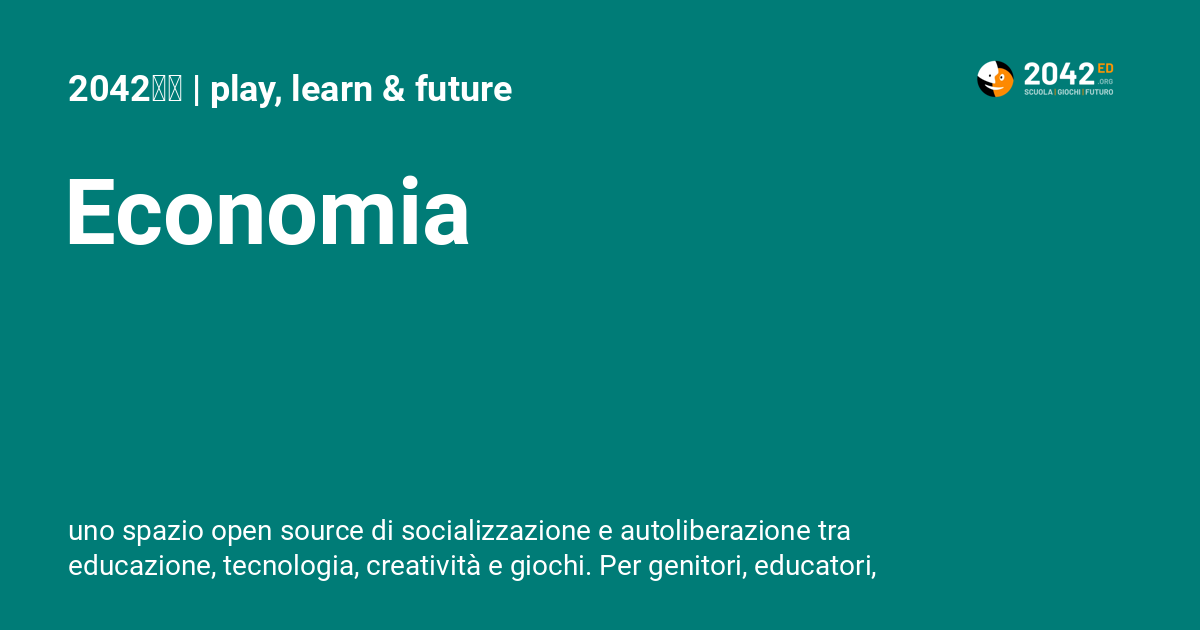 2042 | play, learn & future
2042 ED
.ORG
SCUOLA | GIOCHI | FUTURO
Economia
uno spazio open source di socializzazione e autoliberazione tra
educazione, tecnologia, creatività e giochi. Per genitori, educatori,